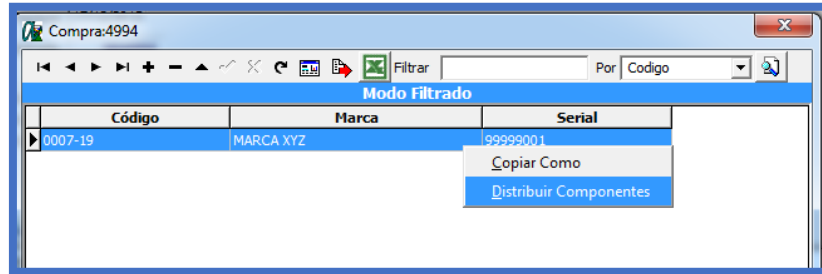 Compra:4994
Filtrar Por Codigo
Modo Filtrado
Código Marca Serial
0007-19 MARCA XYZ 99999001
Copiar Como
Distribuir Componentes